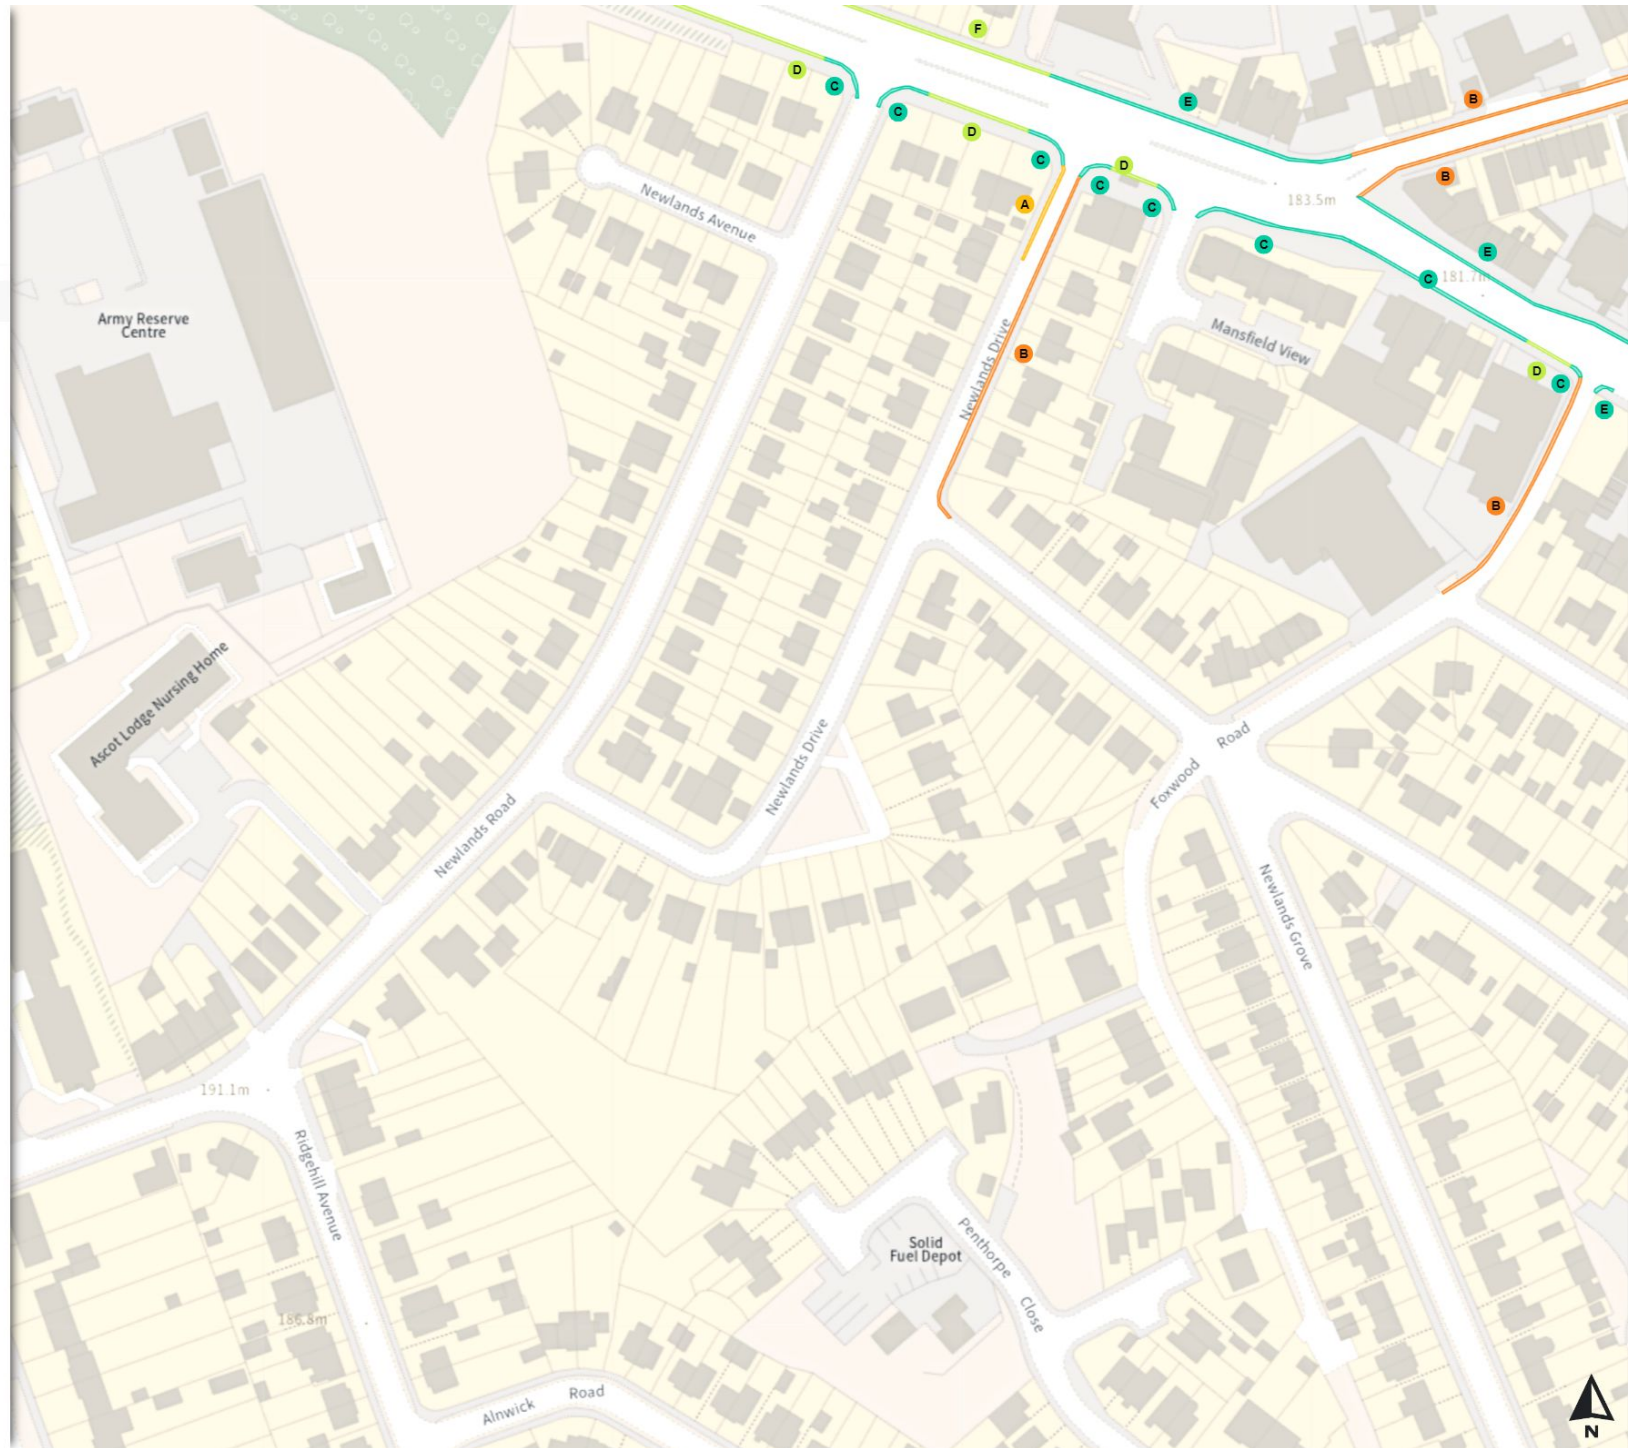 F
D
C
B
E
C
D
C
D
B
C
Newlands Avenue
A
C
183.5m
C
E
C
181.7m
Army Reserve
Centre
Mansfield View
B
Newlands Drive
D
C
E
B
Ascot Lodge Nursing Home
Newlands Drive
Foxwood
Road
Newlands Road
Newlands Grove
191.1m
Ridgehill Avenue
Solid
Fuel Depot
Penthorpe
Close
186.8m
Alnwick
Road
N